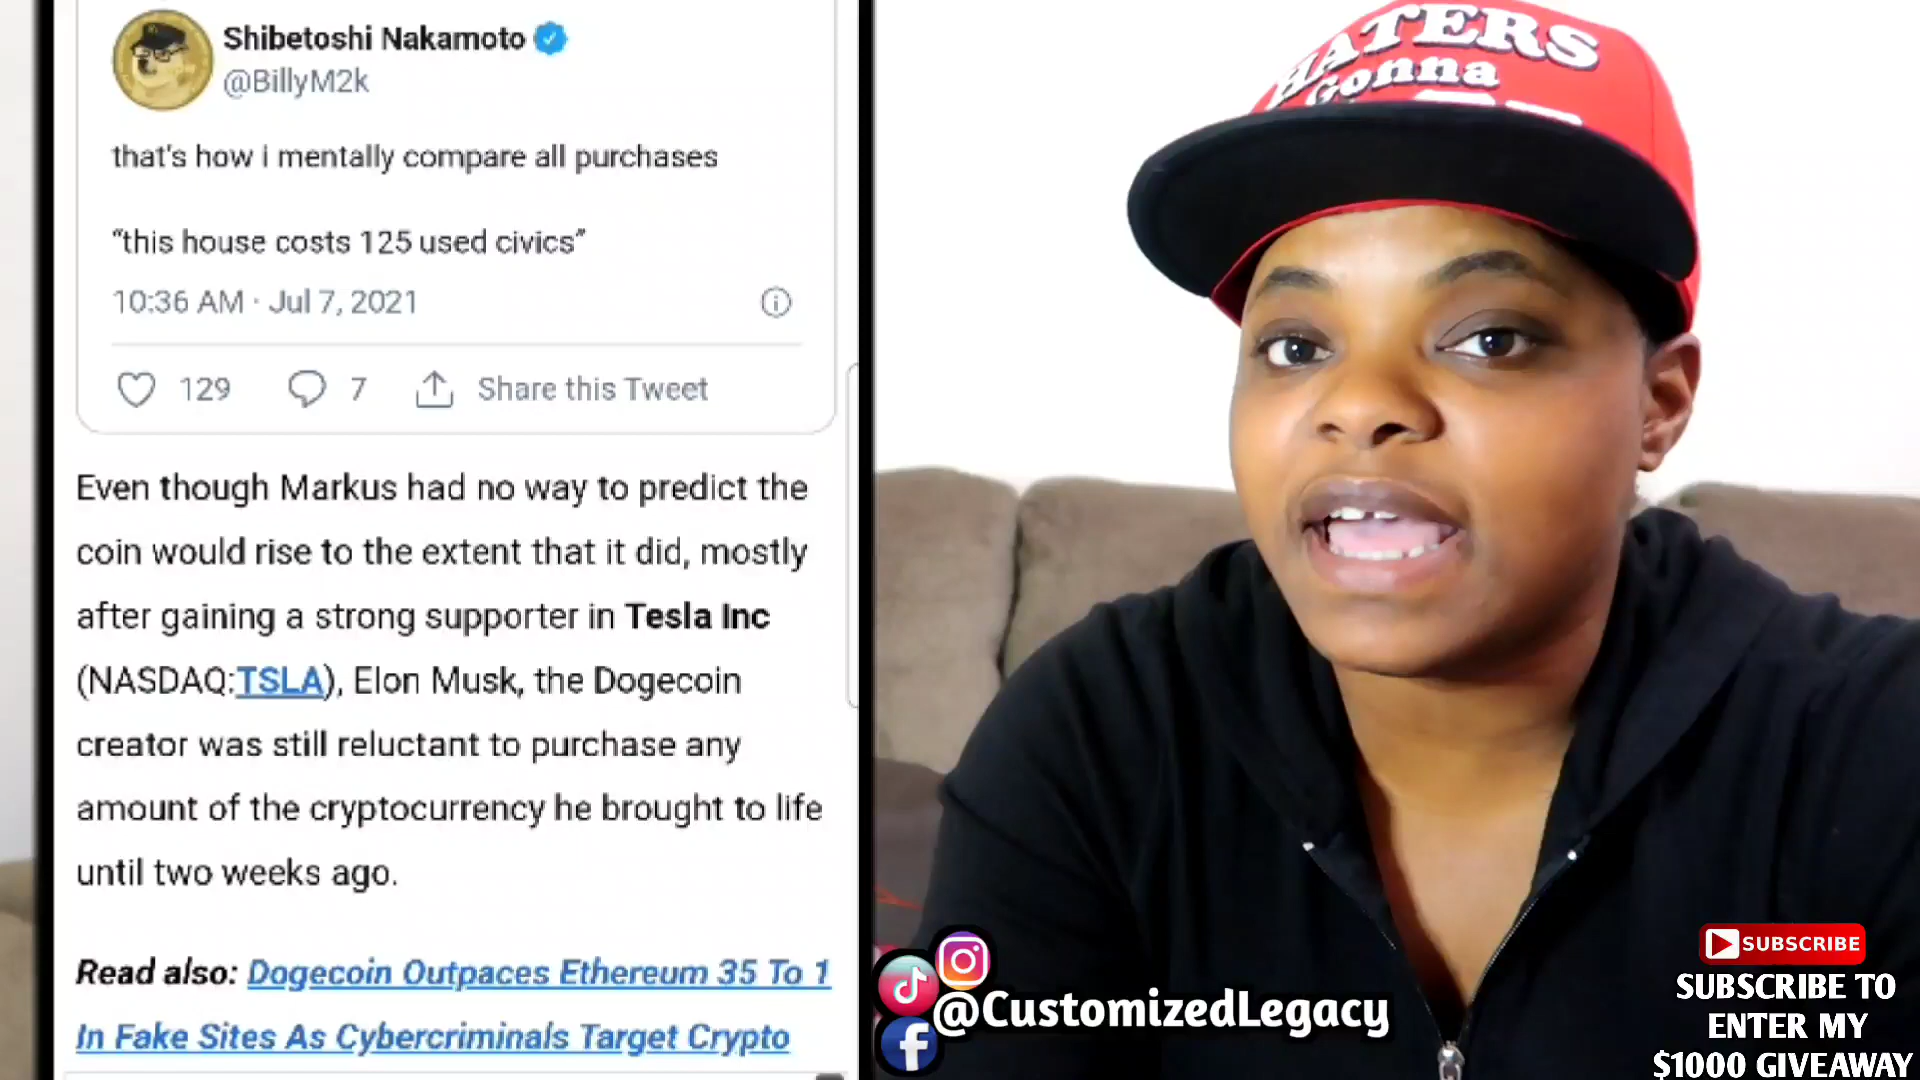 Shibetoshi Nakamoto
@BillyM2k
that's how i mentally compare all purchases
“this house costs 125 used civics”
10:36 AM · Jul 7, 2021
129 7 Share this Tweet
Even though Markus had no way to predict the
coin would rise to the extent that it did, mostly
after gaining a strong supporter in Tesla Inc
(NASDAQ:TSLA), Elon Musk, the Dogecoin
creator was still reluctant to purchase any
amount of the cryptocurrency he brought to life
until two weeks ago.
Read also: Dogecoin Outpaces Ethereum 35 To 1
In Fake Sites As Cybercriminals Target Crypto
HATERS
Gonna
@CustomizedLegacy
SUBSCRIBE
SUBSCRIBE TO
ENTER MY
$1000 GIVEAWAY